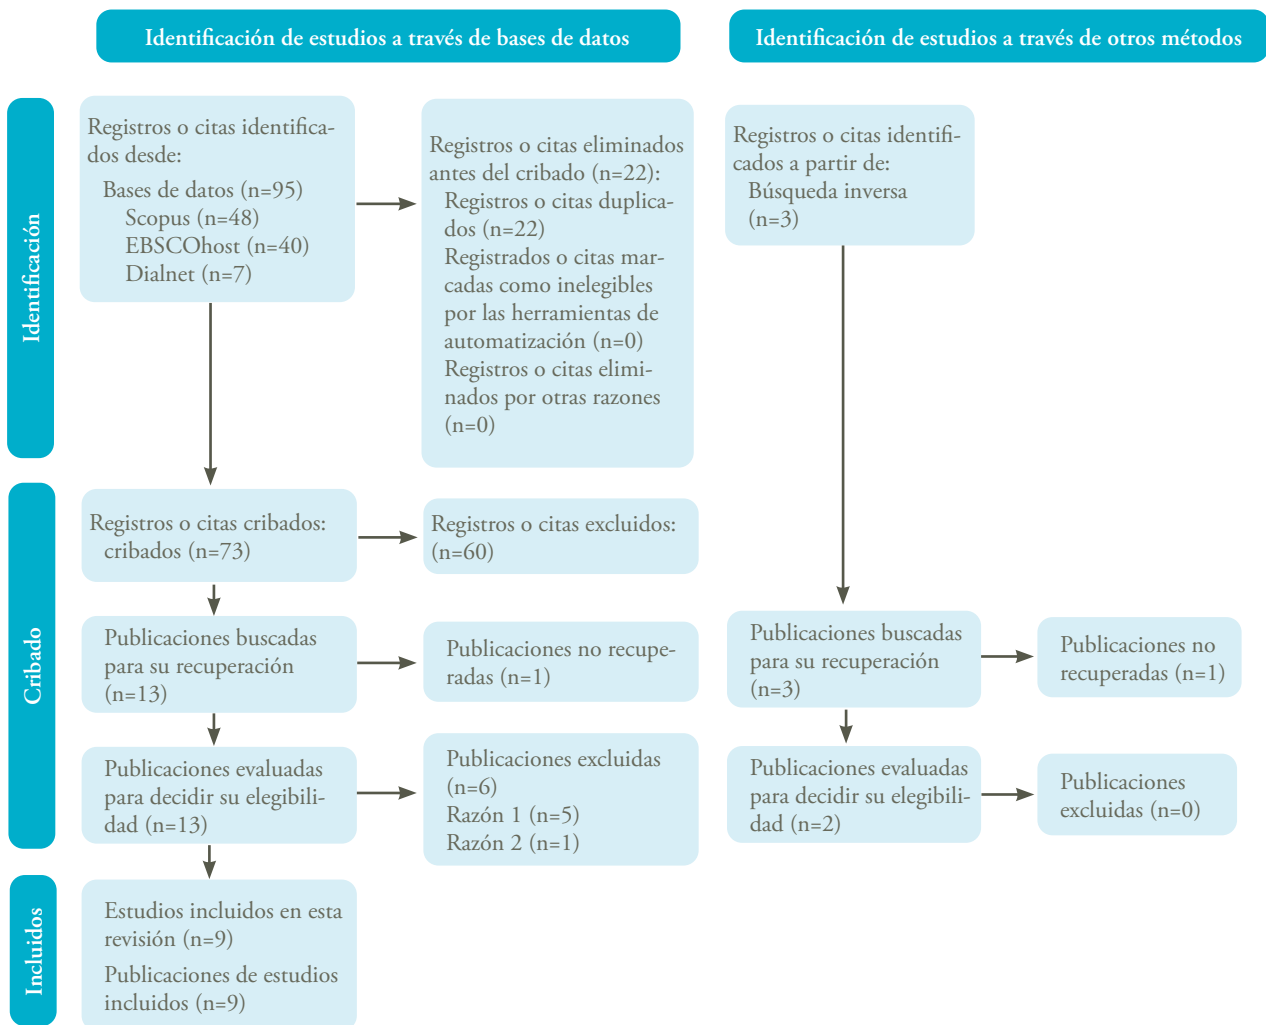 Identificación de estudios a través de bases de datos
Identificación de estudios a través de otros métodos
Identificación
Registros o citas identifica-
dos desde:
Bases de datos (n=95)
Scopus (n=48)
EBSCOhost (n=40)
Dialnet (n=7)
Registros o citas eliminados
antes del cribado (n=22):
Registros o citas duplicados
dos (n=22)
Registrados o citas mar-
cadas como inelegibles
por las herramientas de
automatización (n=0)
Registros o citas elimi-
nados por otras razones
(n=0)
Registros o citas identifi-
cados a partir de:
Búsqueda inversa
(n=3)
Cribado
Registros o citas cribados:
cribados (n=73)
Registros o citas excluidos:
(n=60)
Publicaciones buscadas
para su recuperación
(n=13)
Publicaciones no recupe-
radas (n=1)
Publicaciones buscadas
para su recuperación
(n=3)
Publicaciones no
recuperadas (n=1)
Publicaciones evaluadas
para decidir su elegibili-
dad (n=13)
Publicaciones excluidas
(n=6)
Razón 1 (n=5)
Razón 2 (n=1)
Publicaciones evaluadas
para decidir su elegibili-
dad (n=2)
Publicaciones
excluidas (n=0)
Incluidos
Estudios incluidos en esta
revisión (n=9)
Publicaciones de estudios
incluidos (n=9)